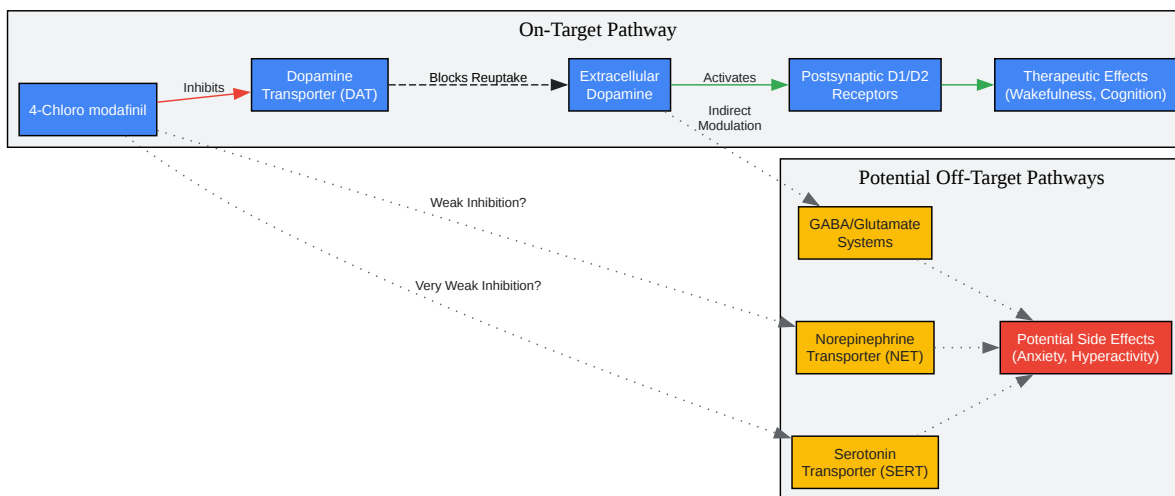 On-Target Pathway
4-Chloro modafinil
Inhibits
Dopamine
Transporter (DAT)
Blocks Reuptake
Extracellular
Dopamine
Activates
Postsynaptic D1/D2
Receptors
Therapeutic Effects
(Wakefulness, Cognition)
Indirect
Modulation
Potential Off-Target Pathways
Weak Inhibition?
GABA/Glutamate
Systems
Very Weak Inhibition?
Norepinephrine
Transporter (NET)
Potential Side Effects
(Anxiety, Hyperactivity)
Serotonin
Transporter (SERT)